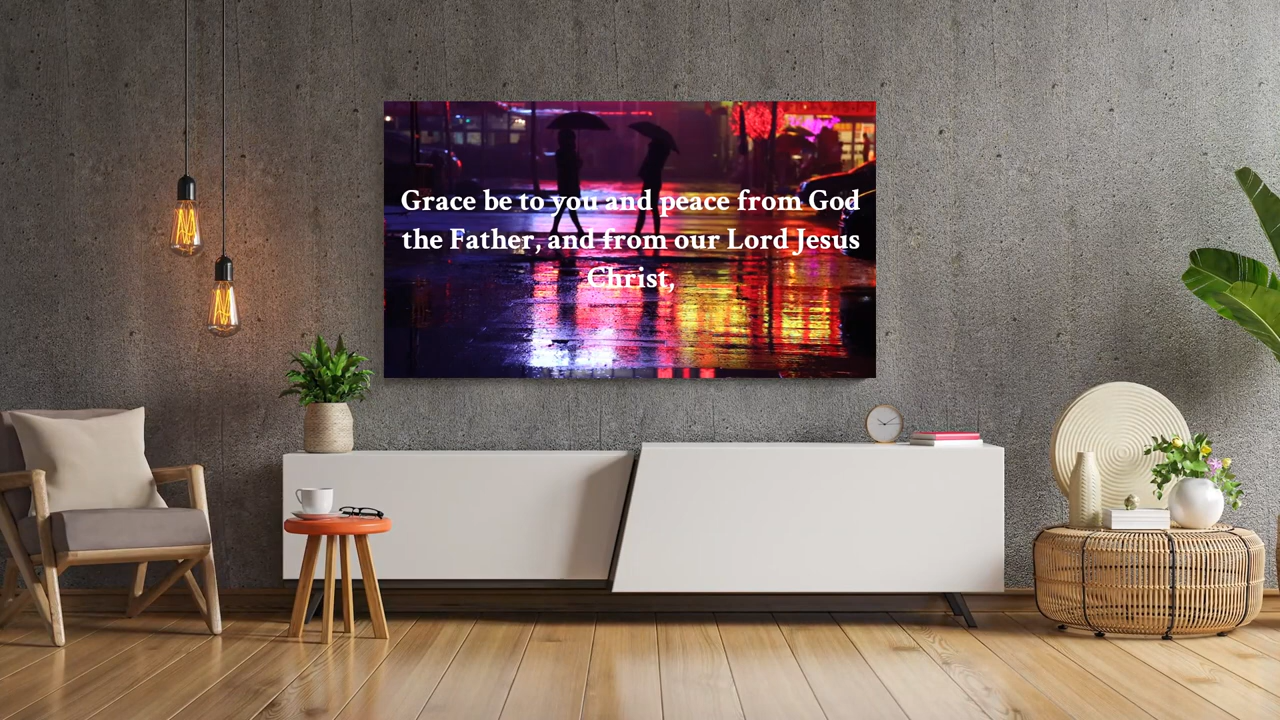 Grace be to you and peace from God
the Father, and from our Lord Jesus
Christ,